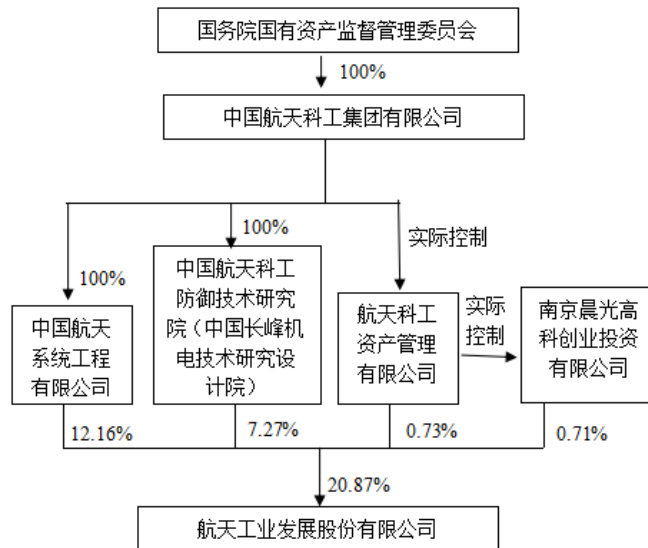 国务院国有资产监督管理委员会
100%
中国航天科工集团有限公司
100%
100%
实际控制
中国航天
系统工程
有限公司
中国航天科工
防御技术研究
院（中国长峰机
电技术研究设
计院）
航天科工
资产管理
有限公司
实际
控制
南京晨光高
科创业投资
有限公司
12.16%
7.27%
0.73%
0.71%
20.87%
航天工业发展股份有限公司